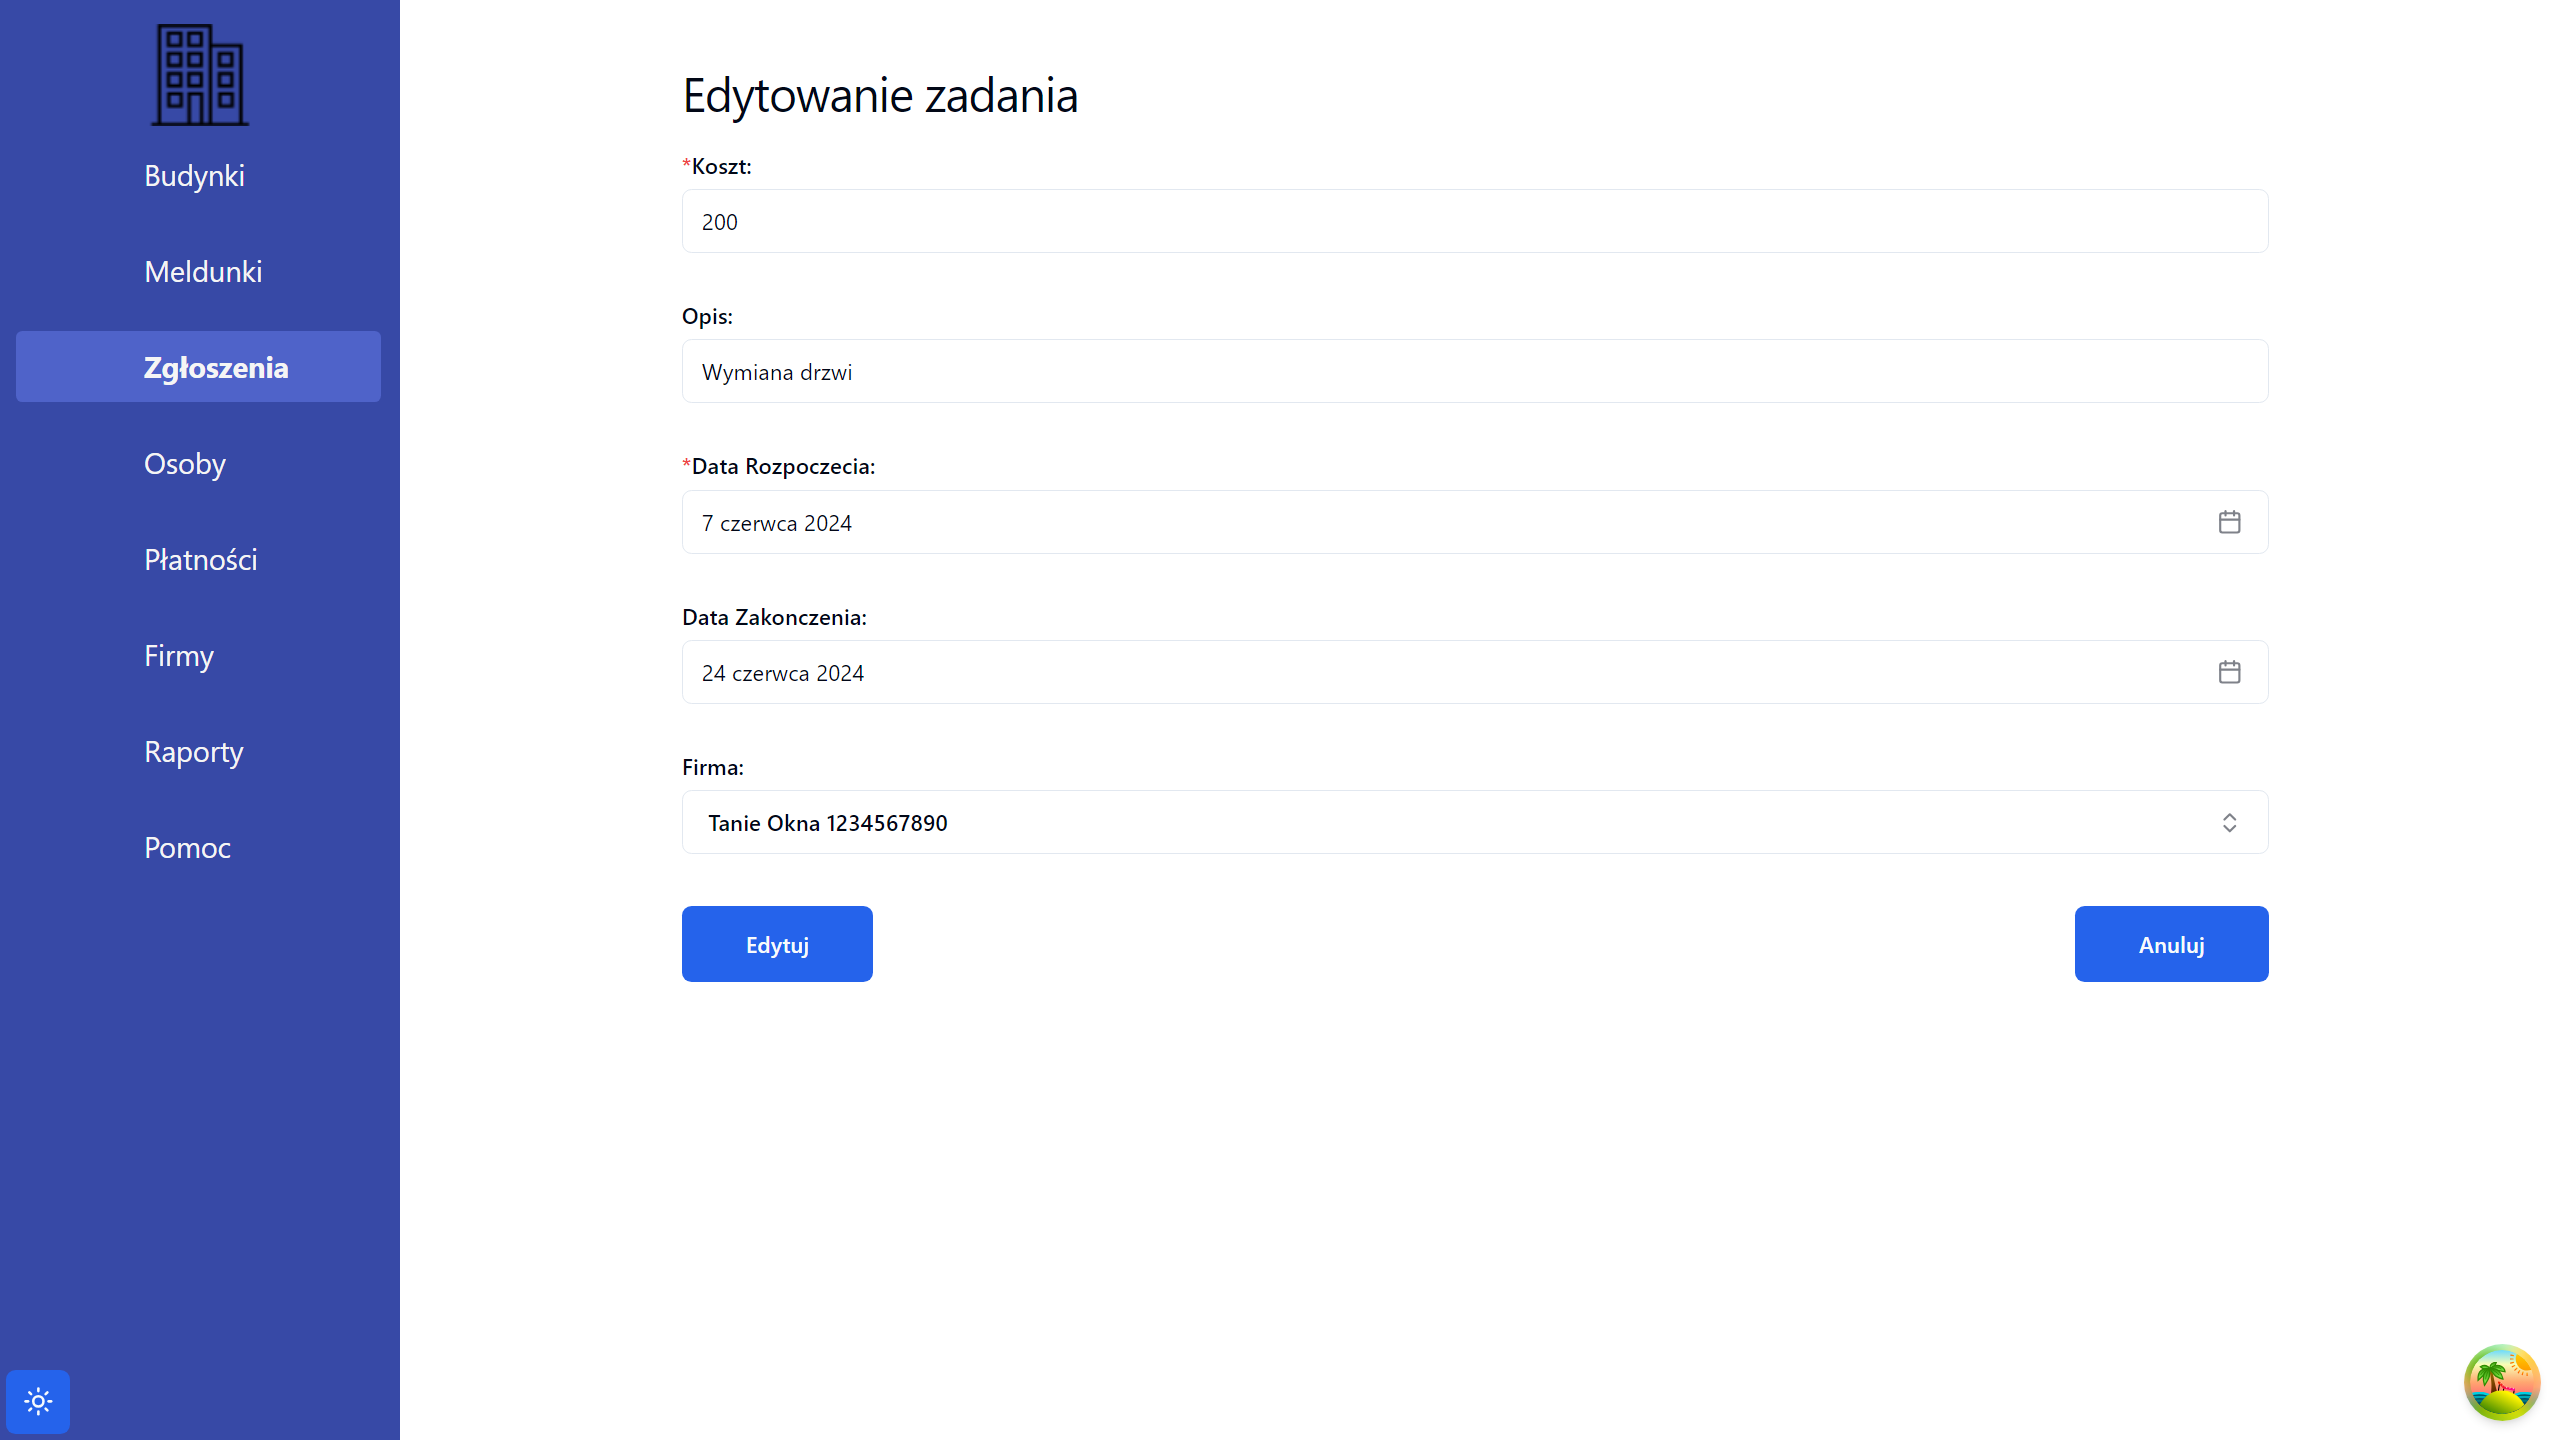 Budynki
Meldunki
Zgłoszenia
Osoby
Płatności
Firmy
Raporty
Pomoc
Edytowanie zadania
*Koszt:
200
Opis:
Wymiana drzwi
*Data Rozpoczecia:
7 czerwca 2024
Data Zakonczenia:
24 czerwca 2024
Firma:
Tanie Okna 1234567890
Edytuj
Anuluj